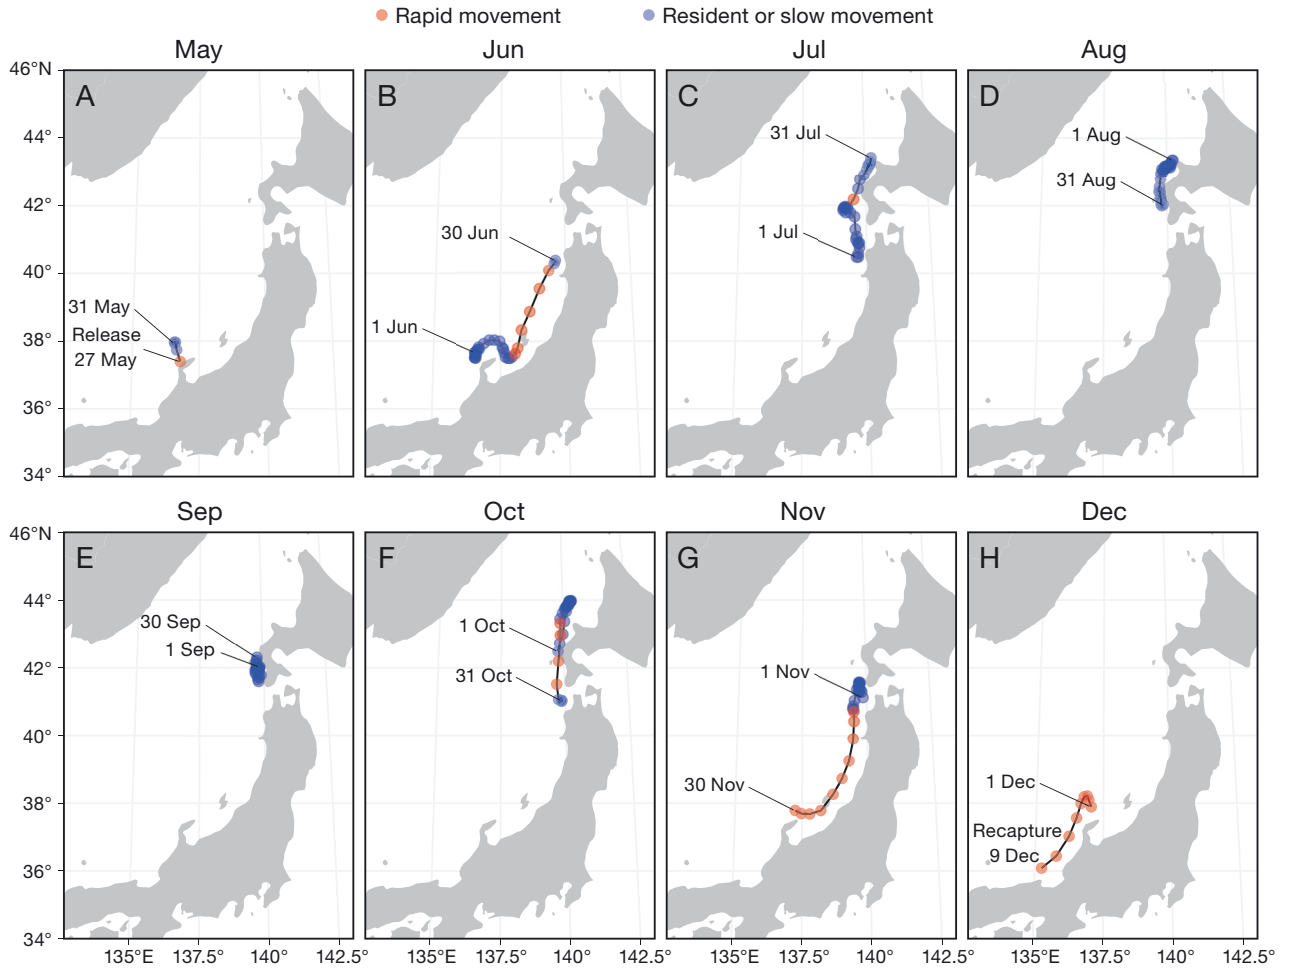 Rapid movement Resident or slow movement
May Jun Jul Aug
46°N
A B C D
44°
42°
40°
38°
36°
34°
31 May
Release
27 May
30 Jun
1 Jun
31 Jul
1 Jul
1 Aug
31 Aug
Sep Oct Nov Dec
46°N
E F G H
44°
42°
40°
38°
36°
34°
30 Sep
1 Sep
1 Oct
31 Oct
1 Nov
30 Nov
1 Dec
Recapture
9 Dec
135°E 137.5° 140° 142.5° 135°E 137.5° 140° 142.5° 135°E 137.5° 140° 142.5° 135°E 137.5° 140° 142.5°